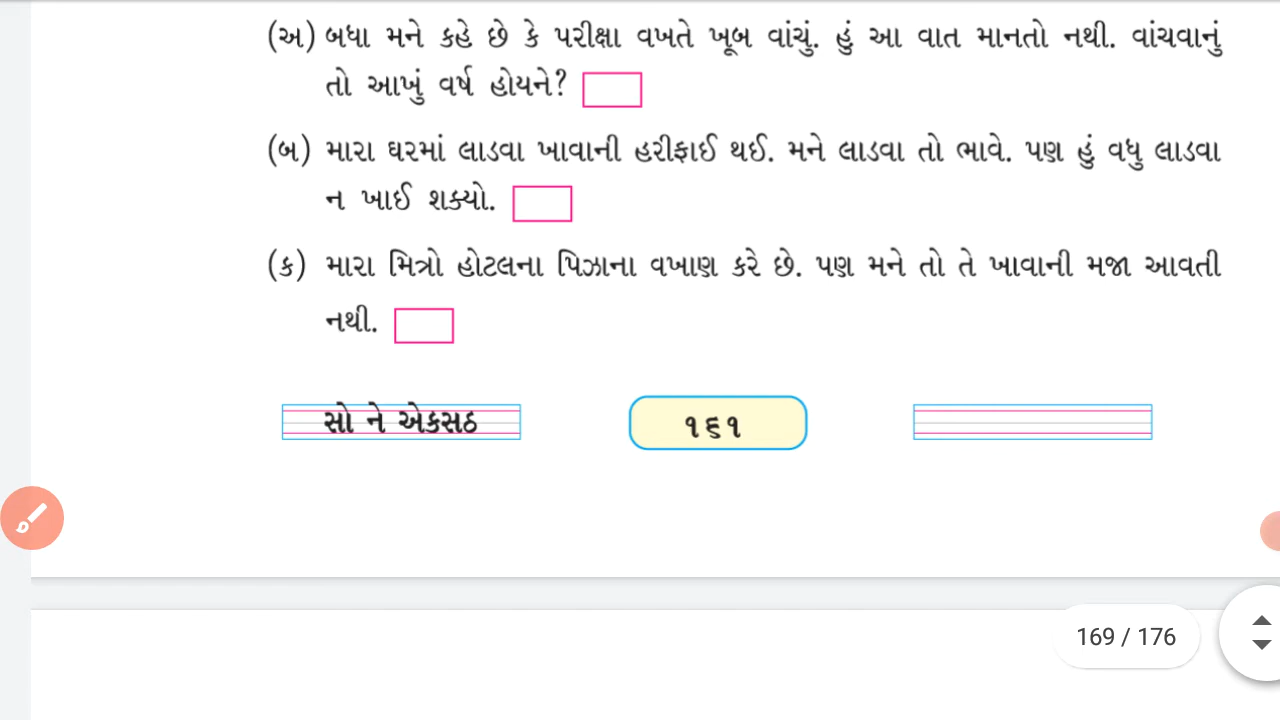 (અ) બધા મને કહે છે કે પરીક્ષા વખતે ખૂબ વાંચું. હું આ વાત માનતો નથી. વાંચવાનું
તો આખું વર્ષ હોયને?
(બ) મારા ઘરમાં લાડવા ખાવાની હરીફાઈ થઈ. મને લાડવા તો ભાવે. પણ હું વધુ લાડવા
ન ખાઈ શક્યો.
(ક) મારા મિત્રો હોટલના પિઝાના વખાણ કરે છે. પણ મને તો તે ખાવાની મજા આવતી
નથી.
સો ને એકસઠ
૧૬૧
169 / 176